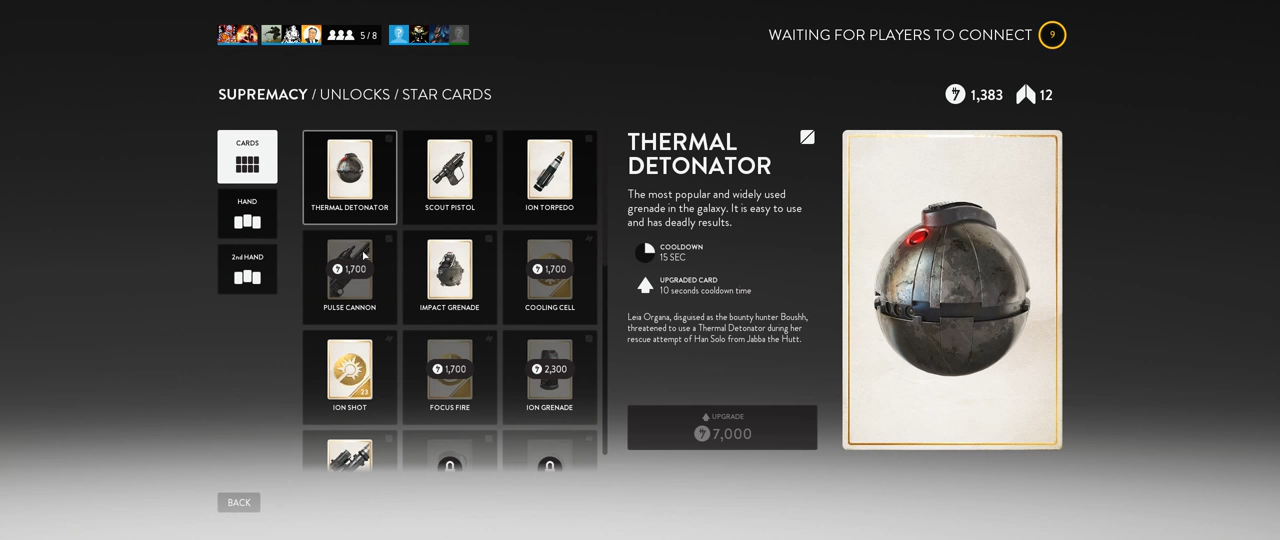 5 / 8
WAITING FOR PLAYERS TO CONNECT 9
SUPREMACY / UNLOCKS / STAR CARDS
1,383 12
CARDS
HAND
2nd HAND
THERMAL DETONATOR
SCOUT PISTOL
ION TORPEDO
1,700
PULSE CANNON
IMPACT GRENADE
1,700
COOLING CELL
23
ION SHOT
1,700
FOCUS FIRE
2,300
ION GRENADE
THERMAL
DETONATOR
The most popular and widely used
grenade in the galaxy. It is easy to use
and has deadly results.
COOLDOWN
15 SEC
UPGRADED CARD
10 seconds cooldown time
Leia Organa, disguised as the bounty hunter Boushh,
threatened to use a Thermal Detonator during her
rescue attempt of Han Solo from Jabba the Hutt.
UPGRADE
7,000
BACK